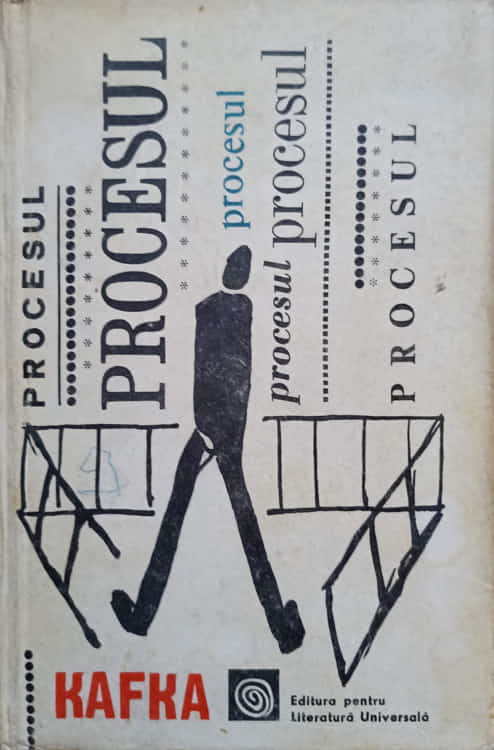 PROCESUL
PROCESUL
procesul
procesul
procesul
PROCESUL
KAFKA
Editura pentru
Literatură Universală